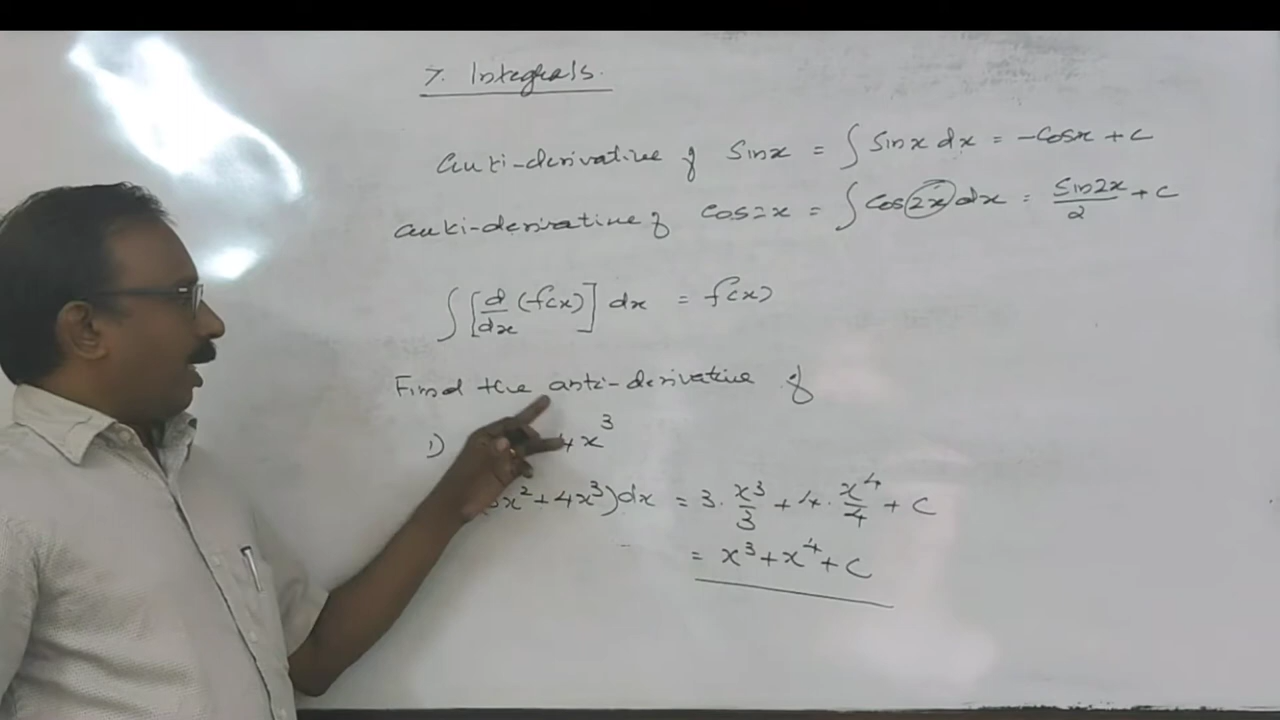 7. Integrals.
anti-derivative of Sinx = ∫ Sinx dx = -Cosx + C
anti-derivative of Cos2x = ∫ Cos(2x) dx = Sin2x/2 + C
∫ [d/dx (f(x)] dx = f(x)
Find the anti-derivative of
1) 4x³
x² + 4x³) dx = 3. x³/3 + 4. x⁴/4 + C
= x³ + x⁴ + C